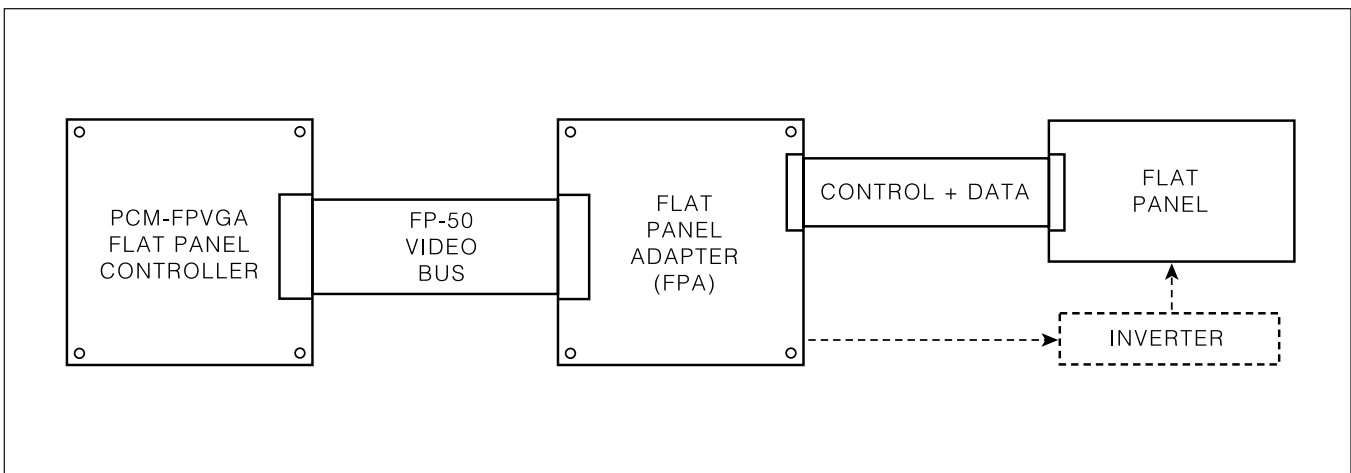 PCM-FPVGA
FLAT PANEL
CONTROLLER
FP-50
VIDEO
BUS
FLAT
PANEL
ADAPTER
(FPA)
CONTROL + DATA
FLAT
PANEL
INVERTER